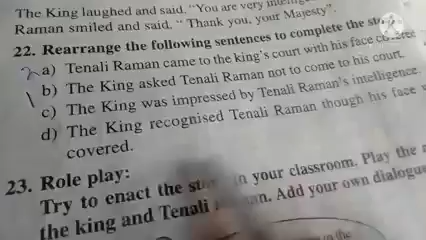 The King laughed and said. "You are very
Raman smiled and said. " Thank you, your Majesty".
22. Rearrange the following sentences to complete the
a) Tenali Raman came to the king's court with his face
b) The King asked Tenali Raman not to come to his court.
c) The King was impressed by Tenali Raman's intelligence.
d) The King recognised Tenali Raman though his face
covered.
23. Role play:
Try to enact the in your classroom. Play the
the king and Tenali Add your own dialogue
in the